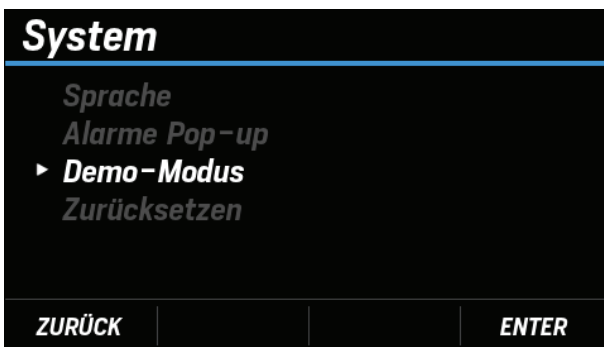 System
Sprache
Alarme Pop-up
Demo-Modus
Zurücksetzen
ZURÜCK ENTER